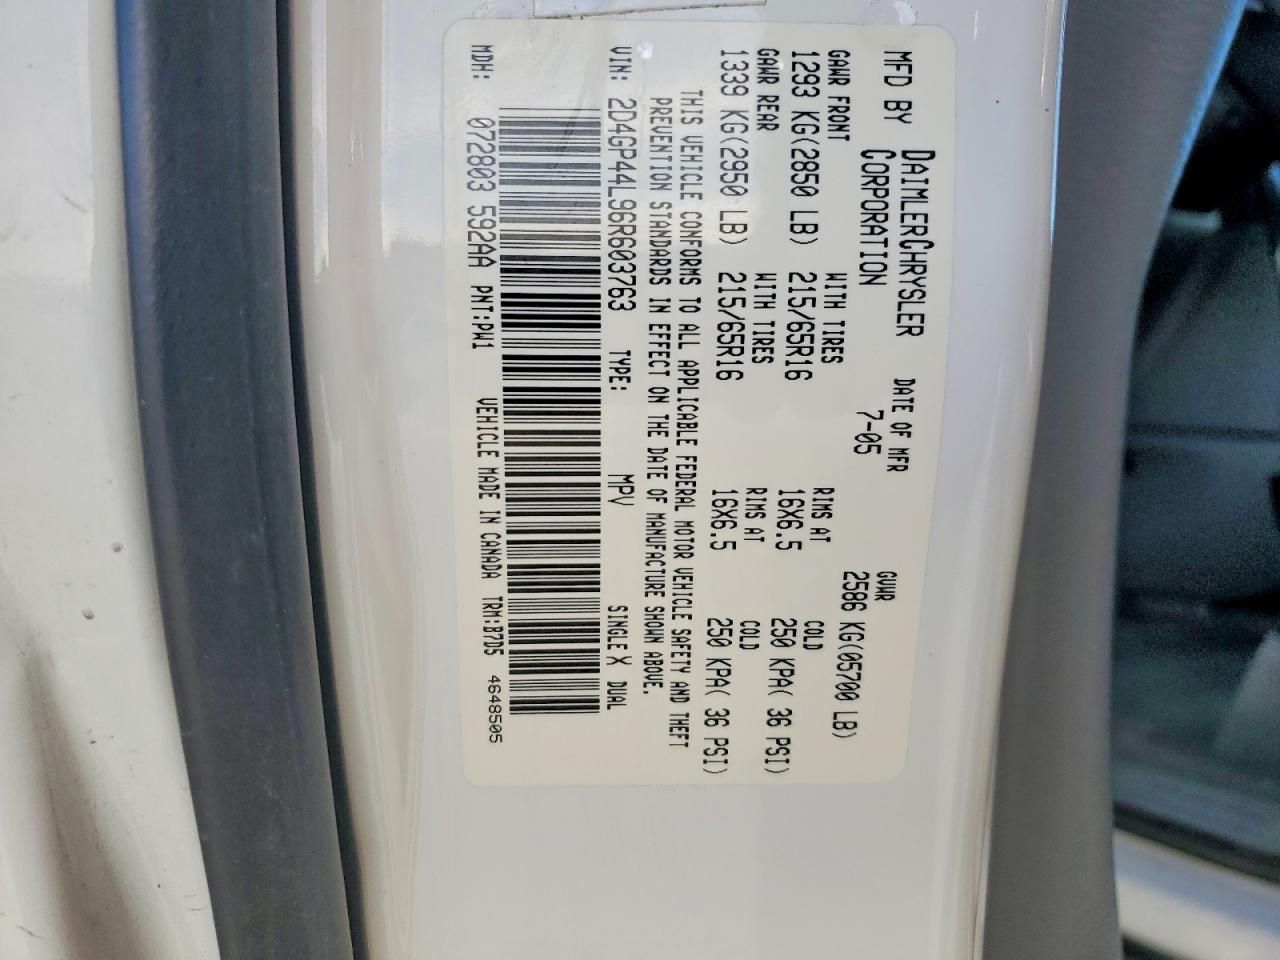 MFD BY DAIMLERCHRYSLER CORPORATION DATE OF MFR 7-05 GVWR 2586 KG(05700 LB)
GAWR FRONT WITH TIRES RIMS AT COLD
1293 KG(2850 LB) 215/65R16 16X6.5 250 KPA( 36 PSI)
GAWR REAR WITH TIRES RIMS AT COLD
1339 KG(2950 LB) 215/65R16 16X6.5 250 KPA( 36 PSI)
THIS VEHICLE CONFORMS TO ALL APPLICABLE FEDERAL MOTOR VEHICLE SAFETY AND THEFT
PREVENTION STANDARDS IN EFFECT ON THE DATE OF MANUFACTURE SHOWN ABOVE.
VIN: 2D4GP44L96R603763 TYPE: MPV SINGLE X DUAL
MDH: 072803 592AA PNT:PW1 VEHICLE MADE IN CANADA TRM:B7D5 4648505